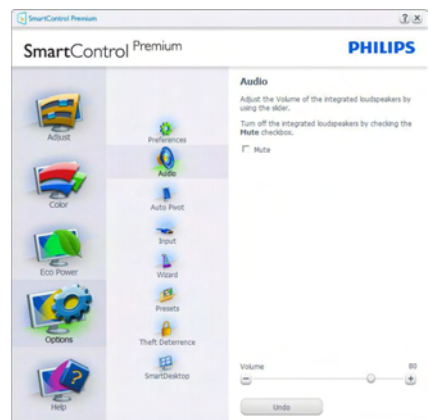 SmartControl Premium
SmartControl Premium
PHILIPS
Adjust
Color
Eco Power
Options
Help
Preferences
Audio
Auto Pivot
Input
Wizard
Presets
Theft Deterrence
SmartDesktop
Audio
Adjust the Volume of the integrated loudspeakers by
using the slider.
Turn off the integrated loudspeakers by checking the
Mute checkbox.
Mute
Volume
80
Undo